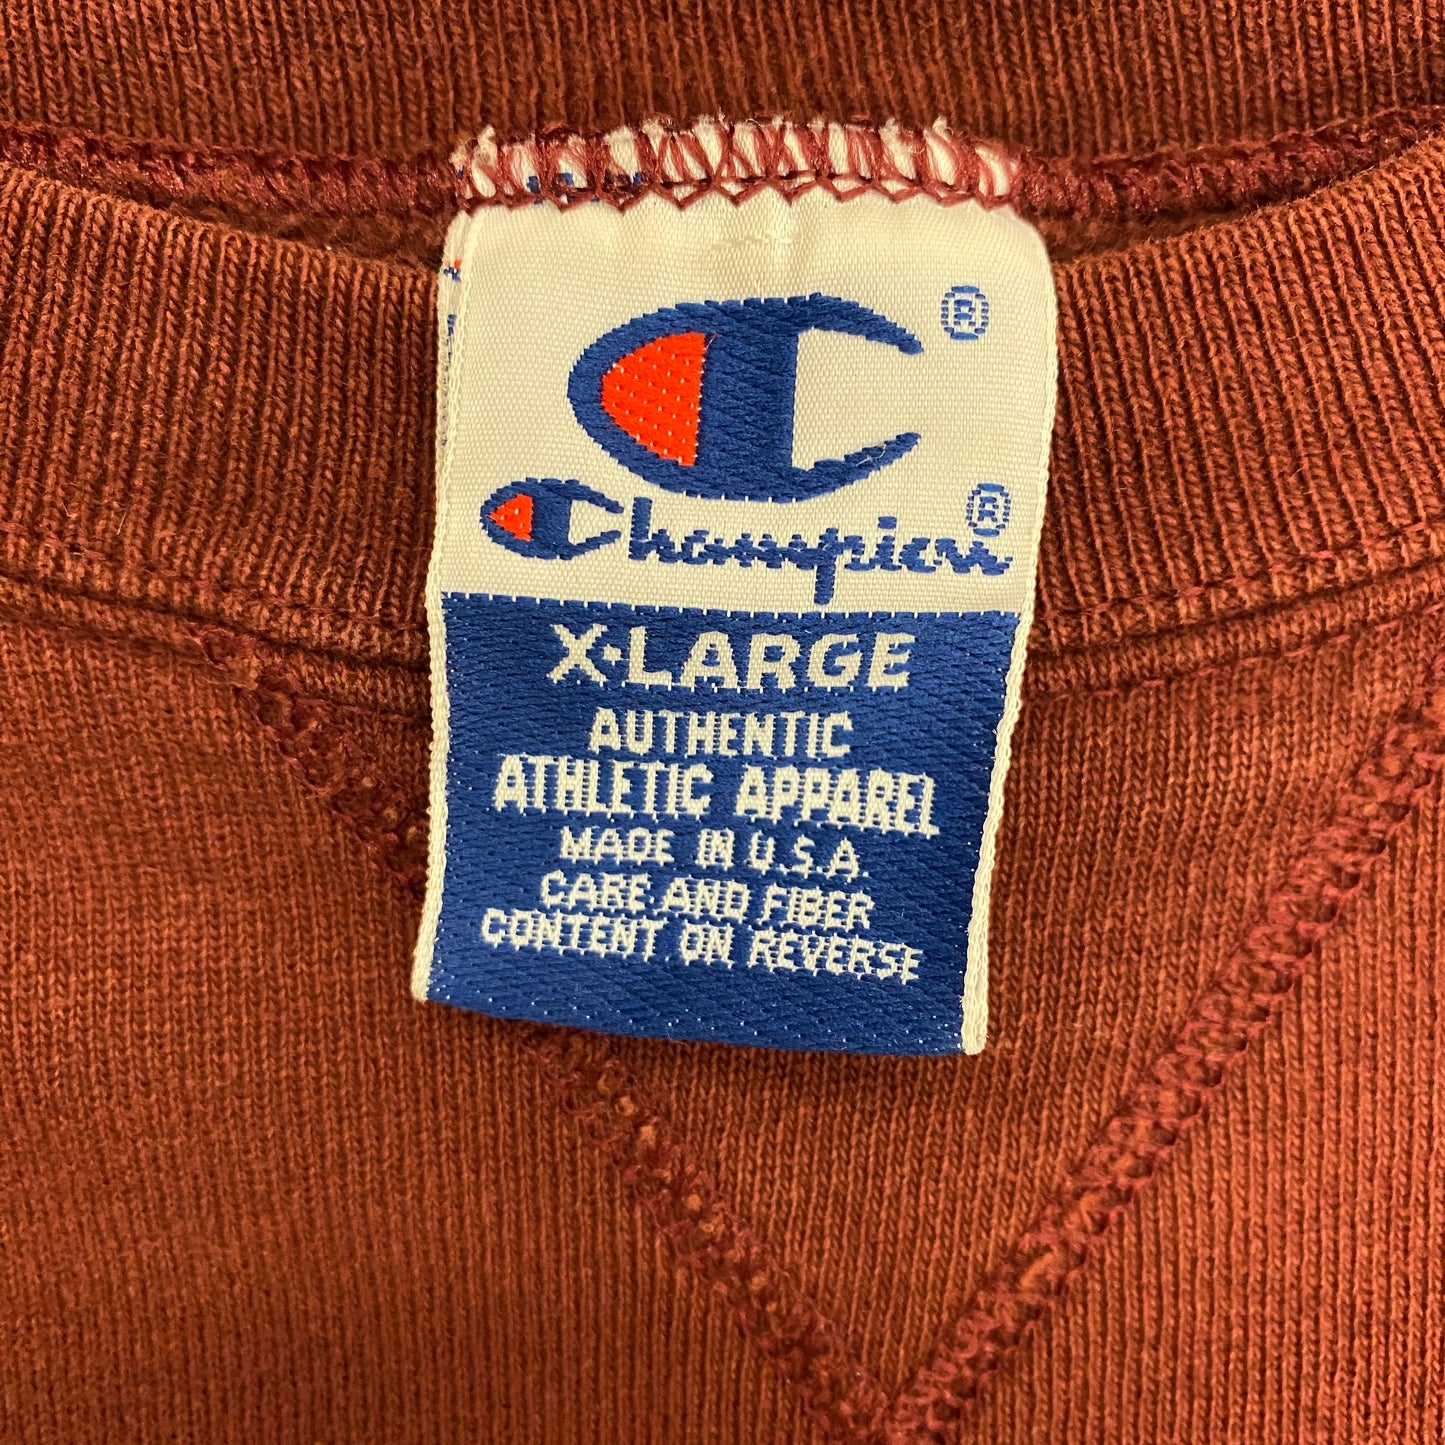 ®
Champion®
X-LARGE
AUTHENTIC
ATHLETIC APPAREL
MADE IN U.S.A.
CARE AND FIBER
CONTENT ON REVERSE